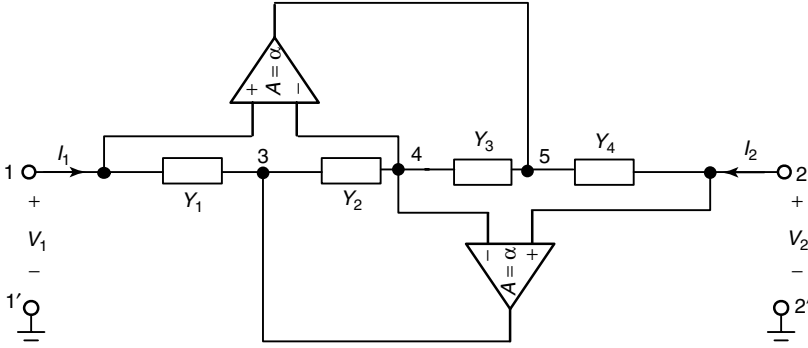 A = α
+ −
I1
Y3
Y4
I2
1
3
4
5
2
Y1
Y2
+
V1
−
− +
A = α
+
V2
−
1′
2′